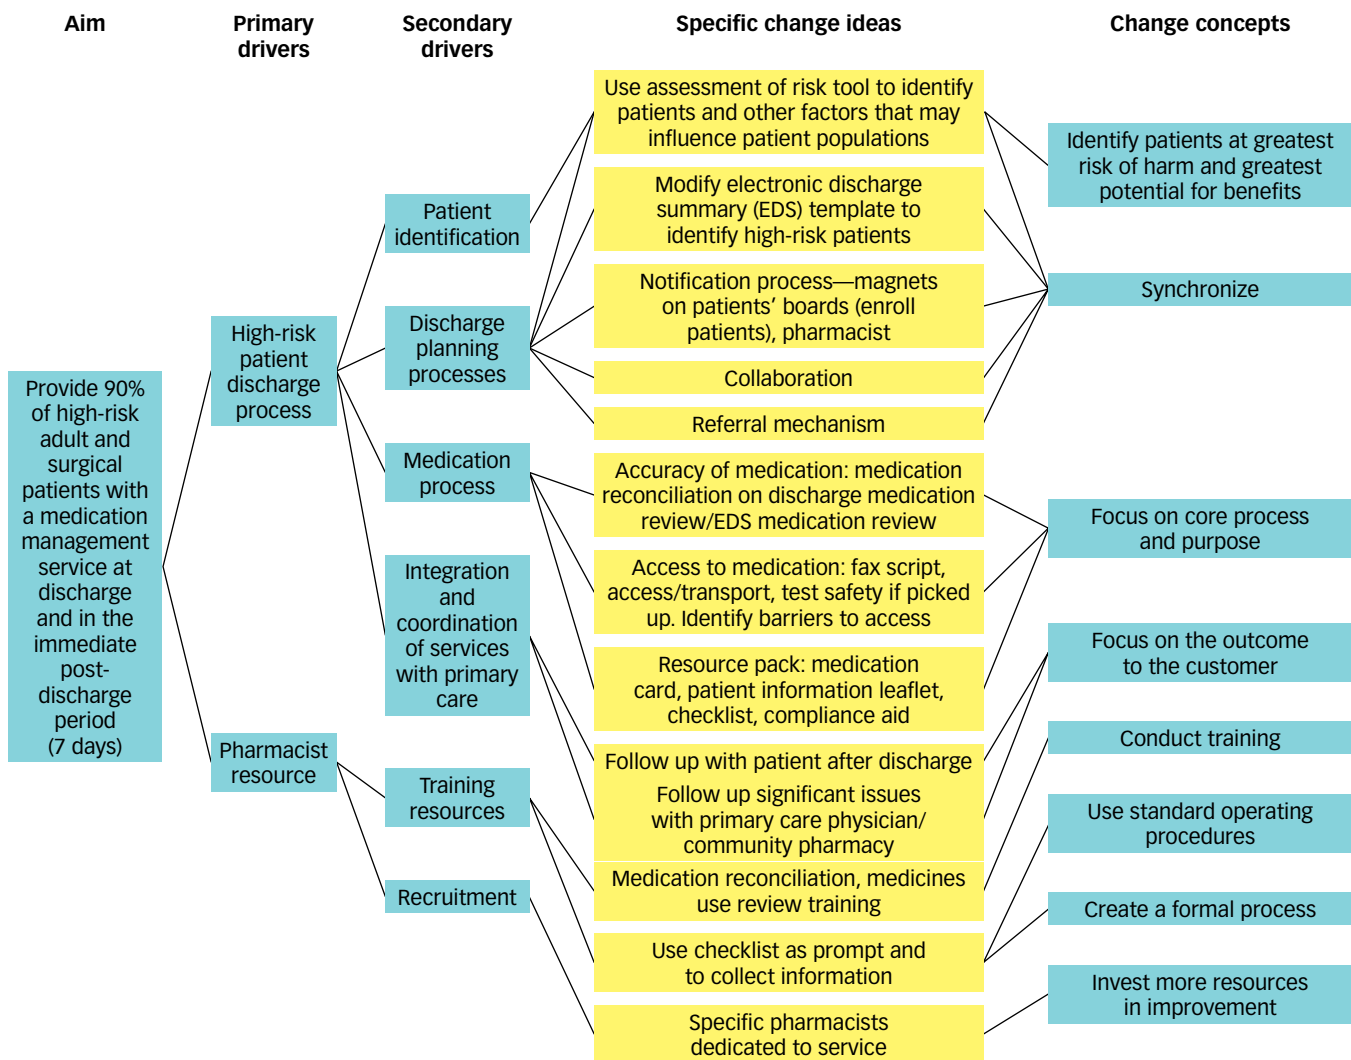 Aim
Primary
drivers
Secondary
drivers
Specific change ideas
Change concepts
Provide 90%
of high-risk
adult and
surgical
patients with
a medication
management
service at
discharge
and in the
immediate
post-
discharge
period
(7 days)
High-risk
patient
discharge
process
Pharmacist
resource
Patient
identification
Discharge
planning
processes
Medication
process
Integration
and
coordination
of services
with primary
care
Training
resources
Recruitment
Use assessment of risk tool to identify
patients and other factors that may
influence patient populations
Modify electronic discharge
summary (EDS) template to
identify high-risk patients
Notification process—magnets
on patients’ boards (enroll
patients), pharmacist
Collaboration
Referral mechanism
Accuracy of medication: medication
reconciliation on discharge medication
review/EDS medication review
Access to medication: fax script,
access/transport, test safety if picked
up. Identify barriers to access
Resource pack: medication
card, patient information leaflet,
checklist, compliance aid
Follow up with patient after discharge
Follow up significant issues
with primary care physician/
community pharmacy
Medication reconciliation, medicines
use review training
Use checklist as prompt and
to collect information
Specific pharmacists
dedicated to service
Identify patients at greatest
risk of harm and greatest
potential for benefits
Synchronize
Focus on core process
and purpose
Focus on the outcome
to the customer
Conduct training
Use standard operating
procedures
Create a formal process
Invest more resources
in improvement